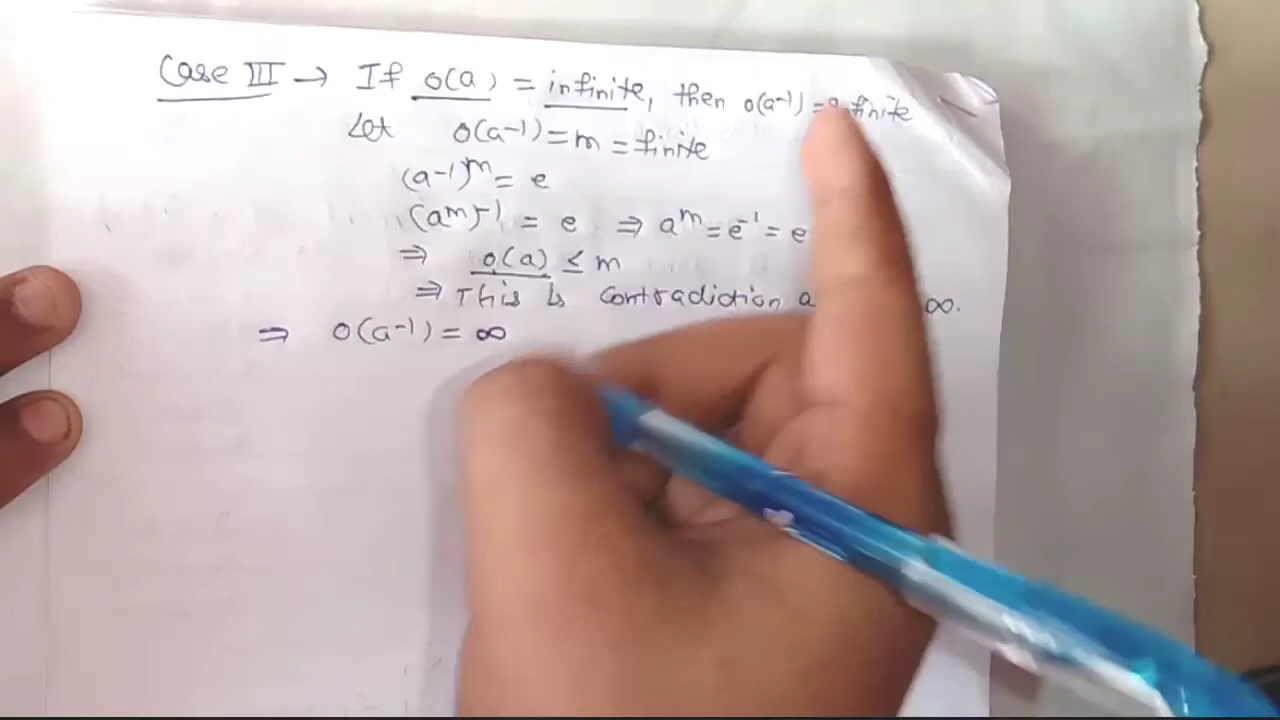 Case III → If o(a) = infinite, then o(a-1) = finite
Let o(a-1) = m = finite
(a-1)m = e
(am)-1 = e ⇒ am = e-1 = e
⇒ o(a) ≤ m
⇒ This is contradiction a ∞.
⇒ o(a-1) = ∞